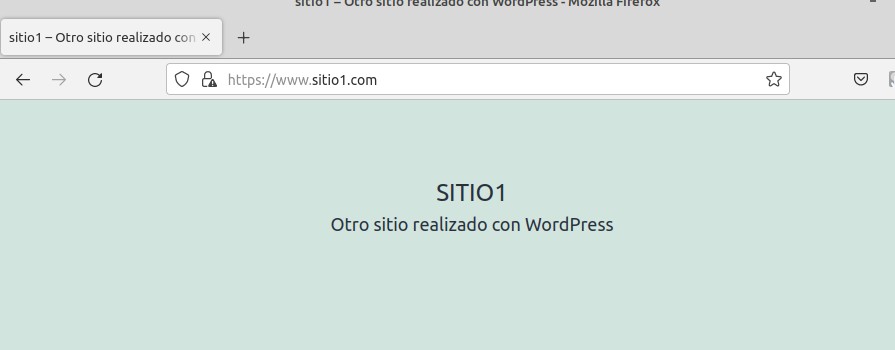 sitio1 – Otro sitio realizado con WordPress - Mozilla Firefox
sitio1 – Otro sitio realizado con
https://www.sitio1.com
SITIO1
Otro sitio realizado con WordPress